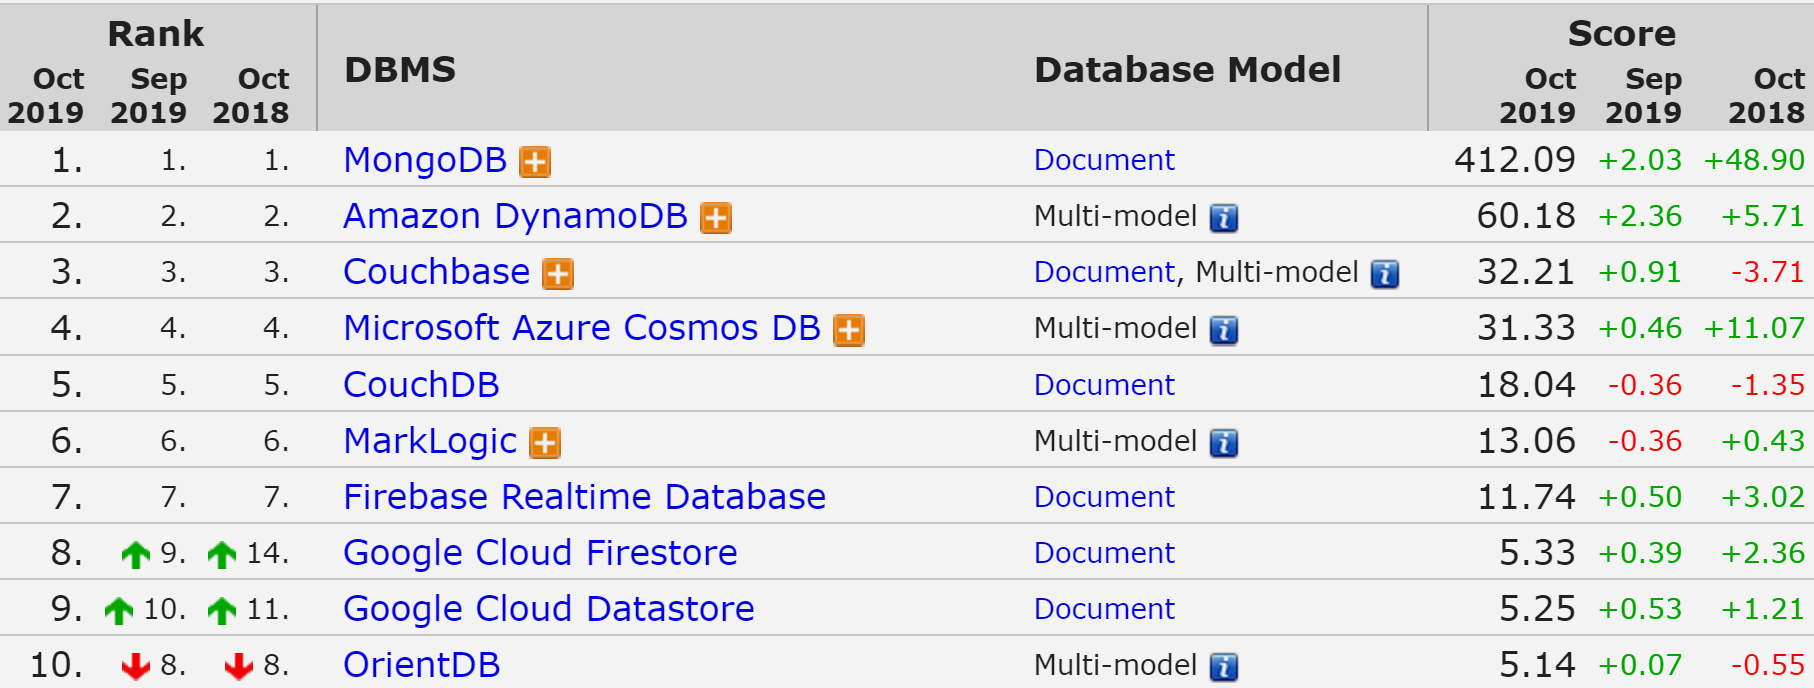 Rank Score
Oct Sep Oct DBMS Database Model Oct Sep Oct
2019 2019 2018 2019 2019 2018
1. 1. 1. MongoDB Document 412.09 +2.03 +48.90
2. 2. 2. Amazon DynamoDB Multi-model 60.18 +2.36 +5.71
3. 3. 3. Couchbase Document, Multi-model 32.21 +0.91 -3.71
4. 4. 4. Microsoft Azure Cosmos DB Multi-model 31.33 +0.46 +11.07
5. 5. 5. CouchDB Document 18.04 -0.36 -1.35
6. 6. 6. MarkLogic Multi-model 13.06 -0.36 +0.43
7. 7. 7. Firebase Realtime Database Document 11.74 +0.50 +3.02
8. 9. 14. Google Cloud Firestore Document 5.33 +0.39 +2.36
9. 10. 11. Google Cloud Datastore Document 5.25 +0.53 +1.21
10. 8. 8. OrientDB Multi-model 5.14 +0.07 -0.55